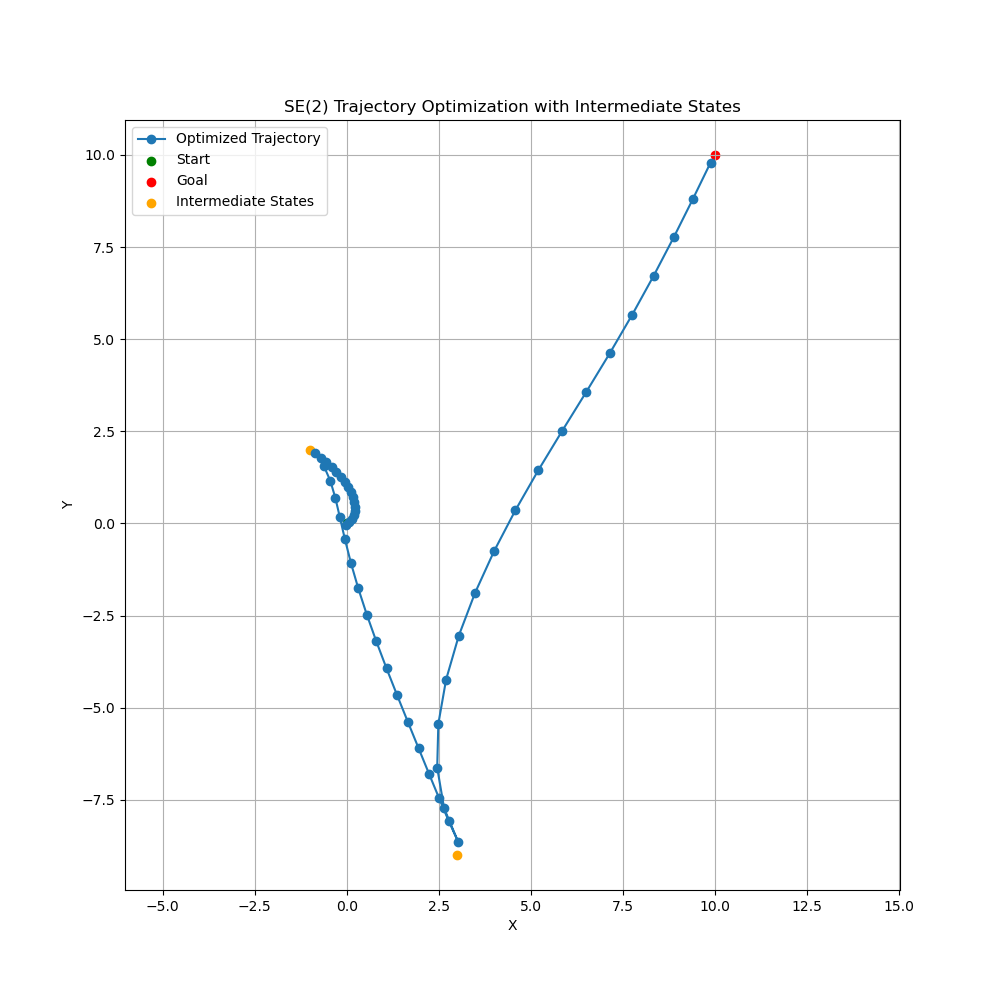 SE(2) Trajectory Optimization with Intermediate States
Optimized Trajectory
Start
Goal
Intermediate States
10.0
7.5
5.0
2.5
0.0
−2.5
−5.0
−7.5
Y
−5.0 −2.5 0.0 2.5 5.0 7.5 10.0 12.5 15.0
X